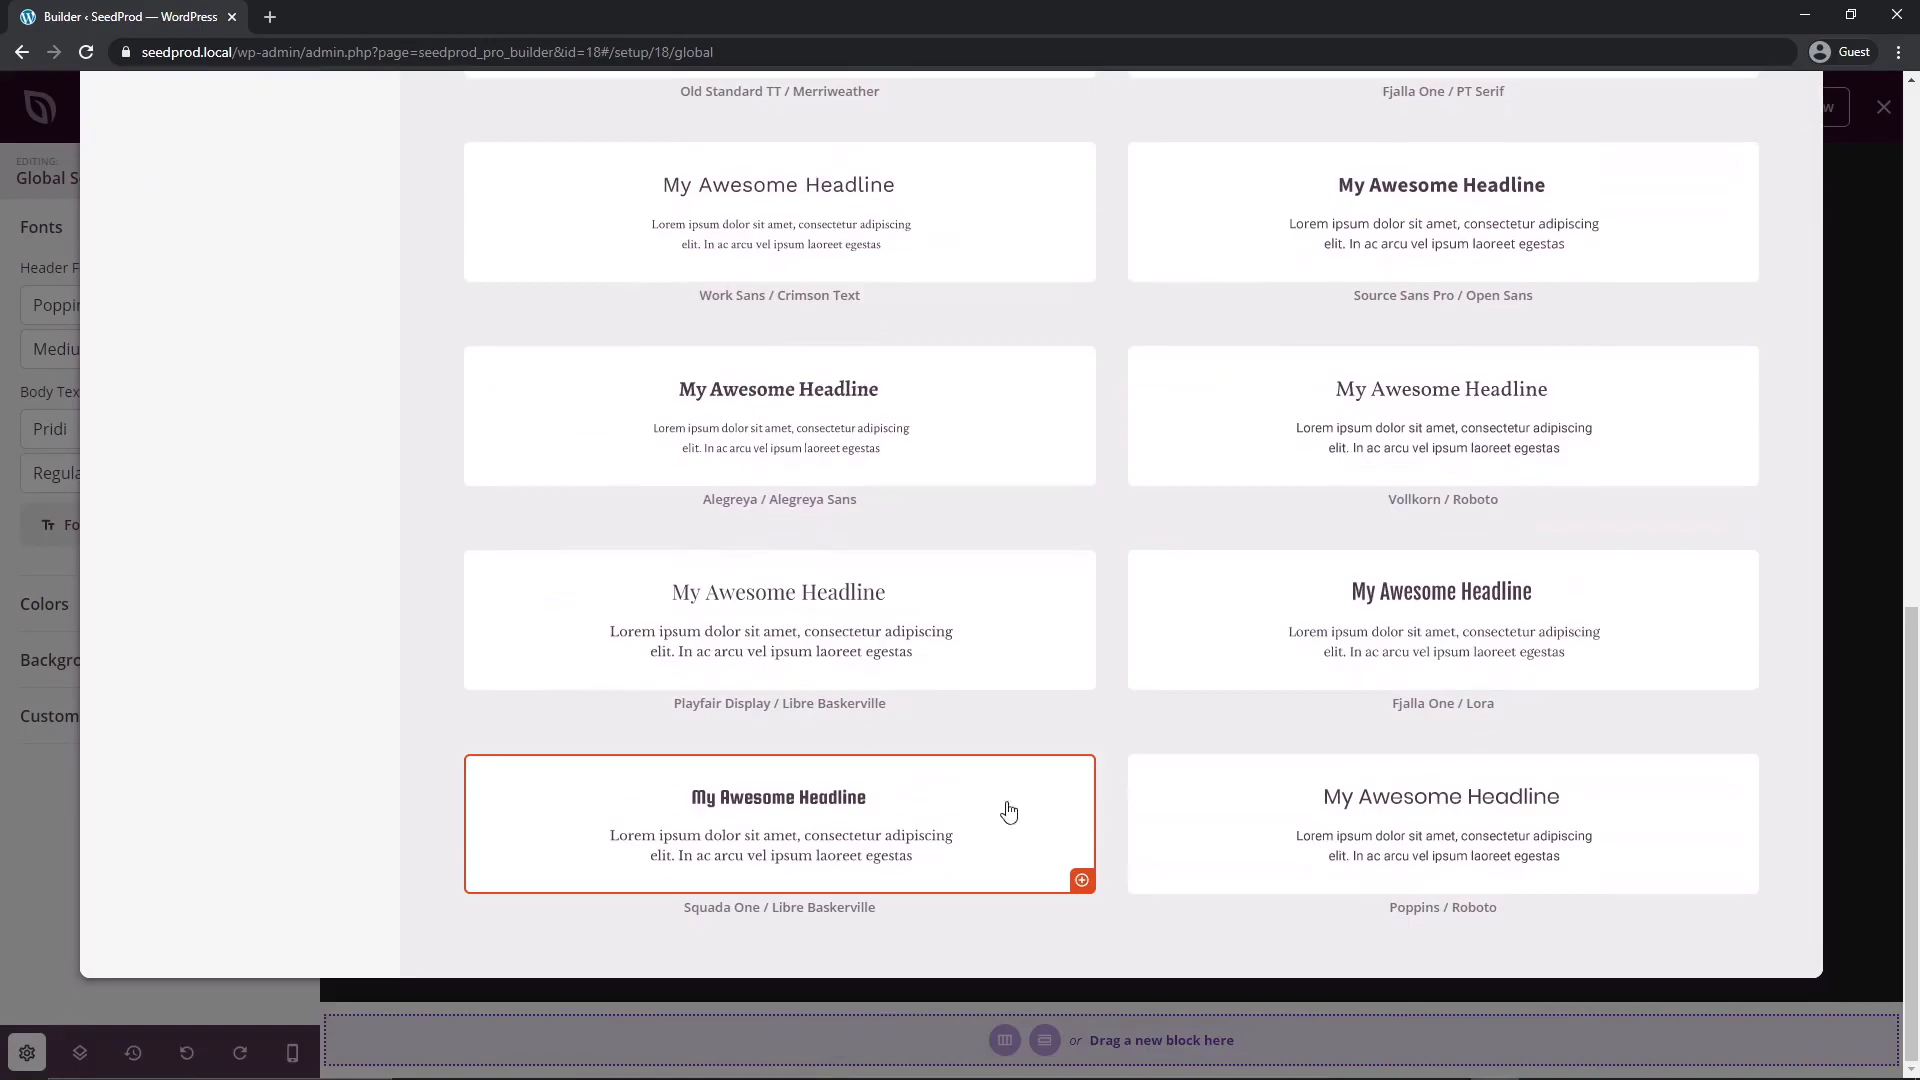 Builder ‹ SeedProd — WordPress
seedprod.local/wp-admin/admin.php?page=seedprod_pro_builder&id=18#/setup/18/global
Guest
Old Standard TT / Merriweather
Fjalla One / PT Serif
W
EDITING:
Global S
My Awesome Headline
Lorem ipsum dolor sit amet, consectetur adipiscing
elit. In ac arcu vel ipsum laoreet egestas
Work Sans / Crimson Text
My Awesome Headline
Lorem ipsum dolor sit amet, consectetur adipiscing
elit. In ac arcu vel ipsum laoreet egestas
Source Sans Pro / Open Sans
Fonts
Header F
Poppin
Mediu
Body Tex
Pridi
Regula
Tт Fo
Colors
Backgro
Custom
My Awesome Headline
Lorem ipsum dolor sit amet, consectetur adipiscing
elit. In ac arcu vel ipsum laoreet egestas
Alegreya / Alegreya Sans
My Awesome Headline
Lorem ipsum dolor sit amet, consectetur adipiscing
elit. In ac arcu vel ipsum laoreet egestas
Vollkorn / Roboto
My Awesome Headline
Lorem ipsum dolor sit amet, consectetur adipiscing
elit. In ac arcu vel ipsum laoreet egestas
Playfair Display / Libre Baskerville
My Awesome Headline
Lorem ipsum dolor sit amet, consectetur adipiscing
elit. In ac arcu vel ipsum laoreet egestas
Fjalla One / Lora
My Awesome Headline
Lorem ipsum dolor sit amet, consectetur adipiscing
elit. In ac arcu vel ipsum laoreet egestas
Squada One / Libre Baskerville
My Awesome Headline
Lorem ipsum dolor sit amet, consectetur adipiscing
elit. In ac arcu vel ipsum laoreet egestas
Poppins / Roboto
or Drag a new block here